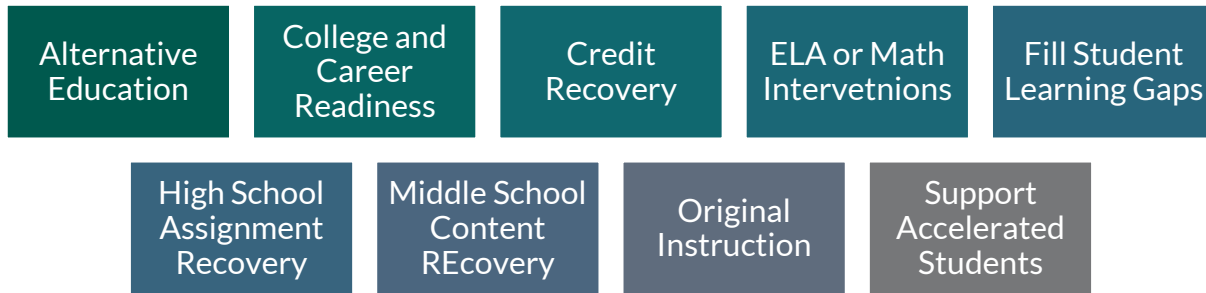 Alternative
Education
College and
Career
Readiness
Credit
Recovery
ELA or Math
Intervetnions
Fill Student
Learning Gaps
High School
Assignment
Recovery
Middle School
Content
REcovery
Original
Instruction
Support
Accelerated
Students